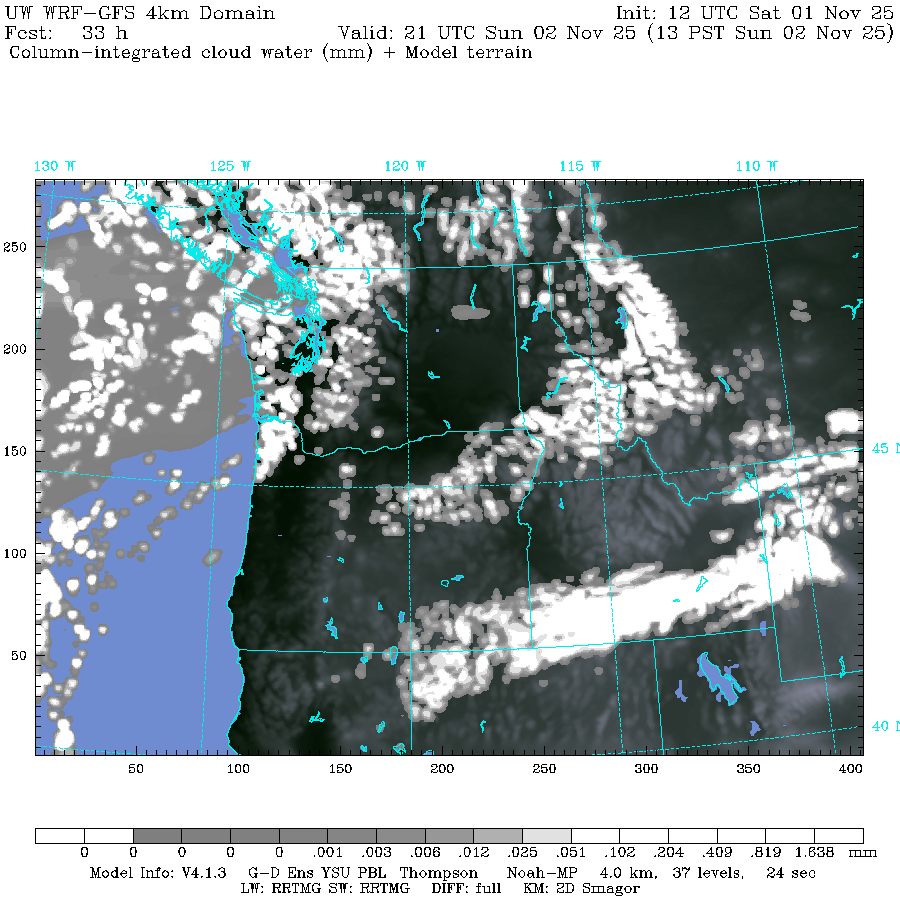 UW WRF-GFS 4km Domain Init: 12 UTC Sat 01 Nov 25
Fcst: 33 h Valid: 21 UTC Sun 02 Nov 25 (13 PST Sun 02 Nov 25)
Column-integrated cloud water (mm) + Model terrain
130 W 125 W 120 W 115 W 110 W
250
200
150 45 N
100
50
40 N
50 100 150 200 250 300 350 400
0 0 0 0 0 .001 .003 .006 .012 .025 .051 .102 .204 .409 .819 1.638 mm
Model Info: V4.1.3 G-D Ens YSU PBL Thompson Noah-MP 4.0 km, 37 levels, 24 sec
LW: RRTMG SW: RRTMG DIFF: full KM: 2D Smagor